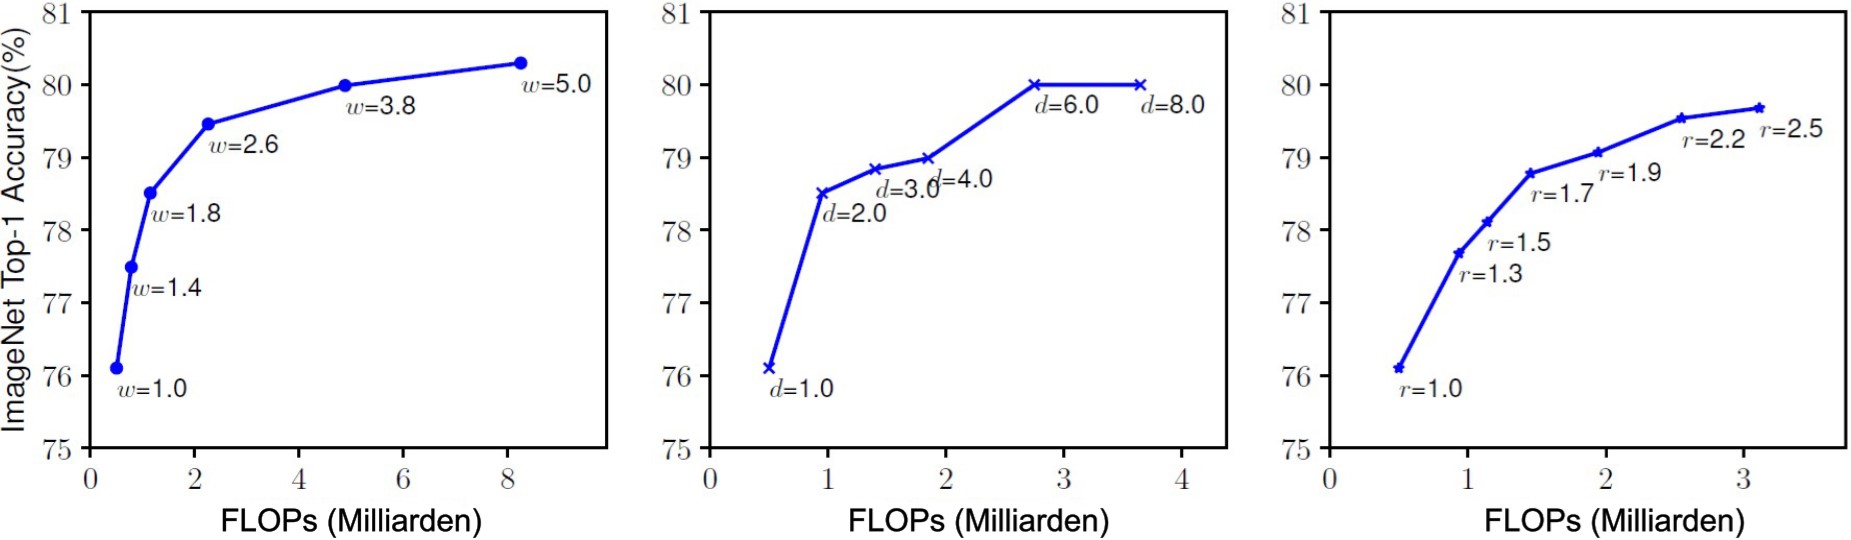 ImageNet Top-1 Accuracy(%)
81
80
79
78
77
76
75
0 2 4 6 8
w=1.0
w=1.4
w=1.8
w=2.6
w=3.8
w=5.0
FLOPs (Milliarden)
81
80
79
78
77
76
75
0 1 2 3 4
d=1.0
d=2.0
d=3.0
d=4.0
d=6.0
d=8.0
FLOPs (Milliarden)
81
80
79
78
77
76
75
0 1 2 3
r=1.0
r=1.3
r=1.5
r=1.7
r=1.9
r=2.2
r=2.5
FLOPs (Milliarden)